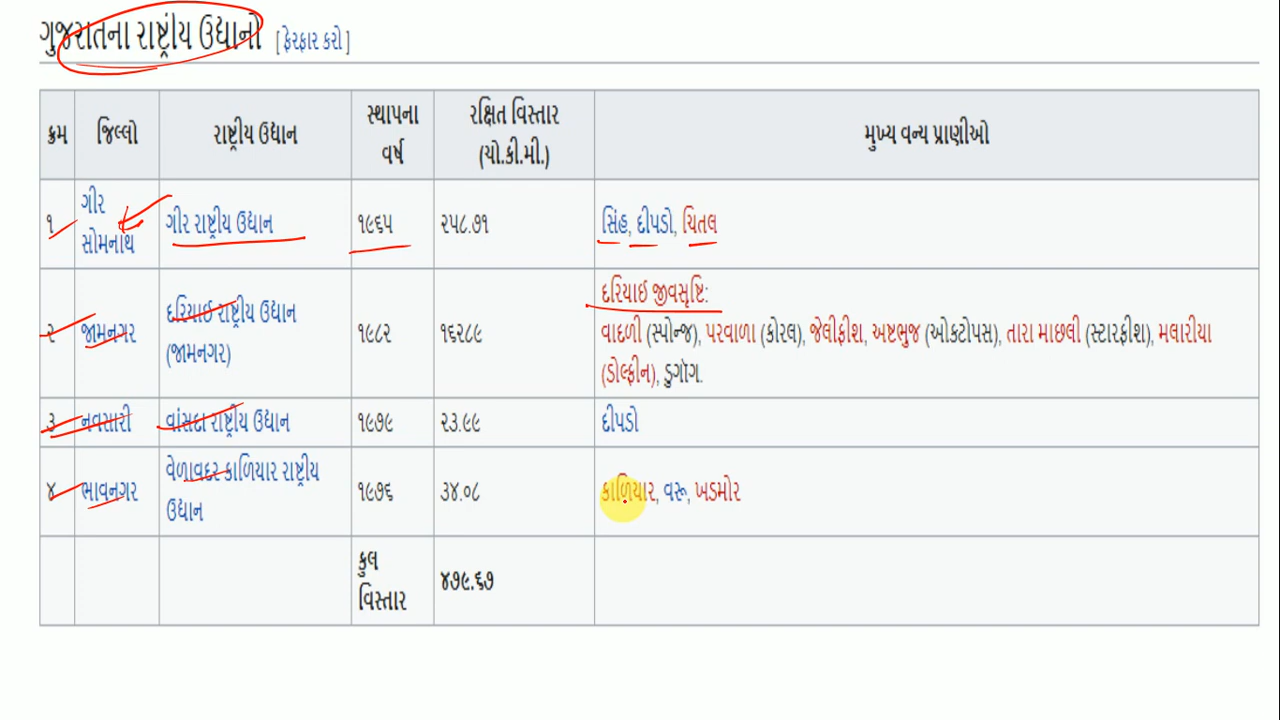 ગુજરાતના રાષ્ટ્રીય ઉદ્યાનો [ફેરફાર કરો]
ક્રમ જિલ્લો રાષ્ટ્રીય ઉદ્યાન સ્થાપના વર્ષ રક્ષિત વિસ્તાર (ચો.કી.મી.) મુખ્ય વન્ય પ્રાણીઓ
૧ ગીર સોમનાથ ગીર રાષ્ટ્રીય ઉદ્યાન ૧૯૬૫ ૨૫૮.૭૧ સિંહ, દીપડો, ચિતલ
૨ જામનગર દરિયાઈ રાષ્ટ્રીય ઉદ્યાન (જામનગર) ૧૯૮૨ ૧૬૨૮૯ દરિયાઇ જીવસૃષ્ટિ:
વાદળી (સ્પોન્જ), પરવાળા (કોરલ), જેલીફીશ, અષ્ટભુજ (ઓકટોપસ), તારા માછલી (સ્ટારફીશ), મલારીયા
(ડોલ્ફીન), ડુગૉગ.
૩ નવસારી વાંસદા રાષ્ટ્રીય ઉદ્યાન ૧૯૭૯ ૨૩.૯૯ દીપડો
૪ ભાવનગર વેળાવદર કાળિયાર રાષ્ટ્રીય ઉદ્યાન ૧૯૭૬ ૩૪.૦૮ કાળિયાર, વરૂ, ખડમોર
કુલ વિસ્તાર ૪૭૯.૬૭